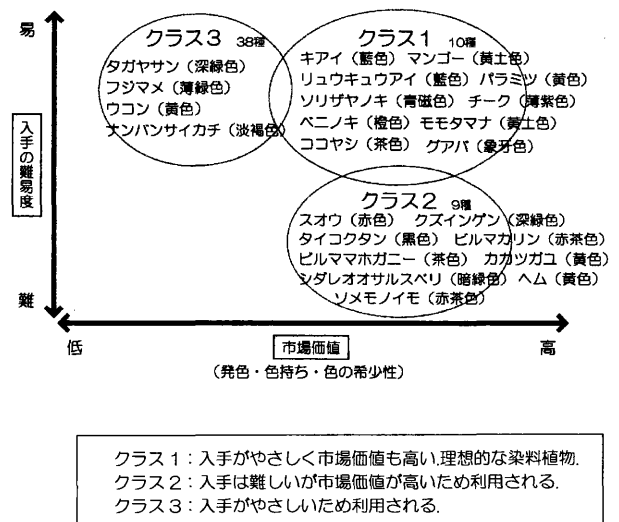 易
入手の難易度
難
クラス3 38種
タガヤサン（深緑色）
フジマメ（薄緑色）
ウコン（黄色）
ナンバンサイカチ（淡褐色）
クラス1 10種
キアイ（藍色） マンゴー（黄土色）
リュウキュウアイ（藍色） パラミツ（黄色）
ソリザヤノキ（青磁色） チーク（薄紫色）
ベニノキ（橙色） モモタマナ（黄土色）
ココヤシ（茶色） グアバ（象牙色）
クラス2 9種
スオウ（赤色） クズインゲン（深緑色）
タイコクタン（黒色） ビルマカリン（赤茶色）
ビルママホガニー（茶色） カカツガユ（黄色）
シダレオオサルスベリ（暗緑色） ヘム（黄色）
ソメモノイモ（赤茶色）
低 市場価値 高
（発色・色持ち・色の希少性）
クラス1：入手がやさしく市場価値も高い.理想的な染料植物.
クラス2：入手は難しいが市場価値が高いため利用される.
クラス3：入手がやさしいため利用される.